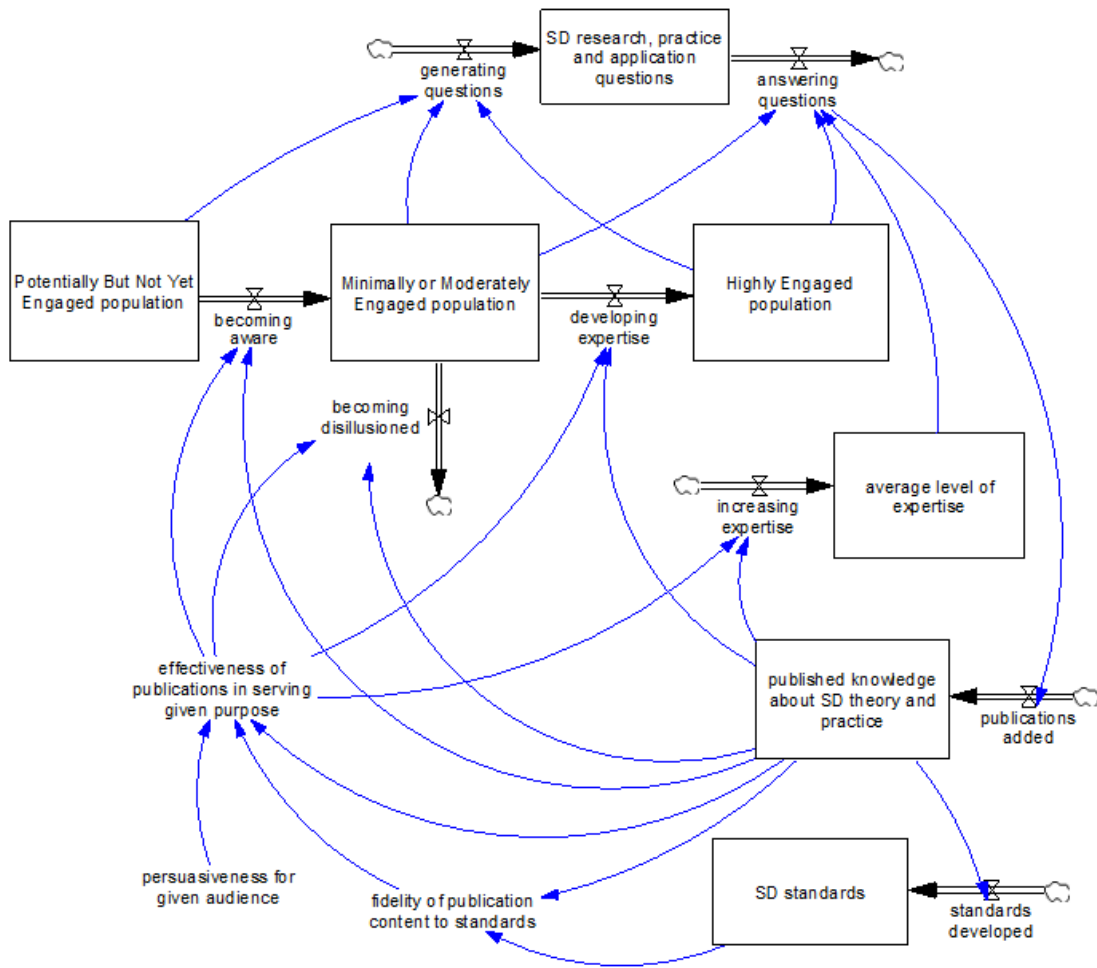 SD research, practice
and application
questions
generating
questions
answering
questions
Potentially But Not Yet
Engaged population
Minimally or Moderately
Engaged population
Highly Engaged
population
becoming
aware
developing
expertise
becoming
disillusioned
increasing
expertise
average level of
expertise
effectiveness of
publications in serving
given purpose
published knowledge
about SD theory and
practice
publications
added
persuasiveness for
given audience
fidelity of publication
content to standards
SD standards
standards
developed